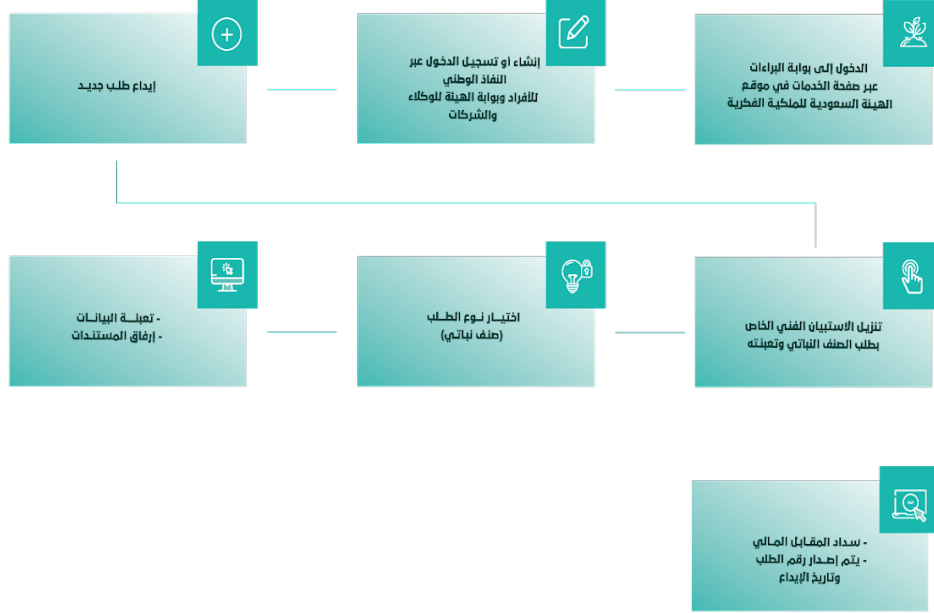 الدخول إلى بوابة البراءات
عبر صفحة الخدمات في موقع
الهيئة السعودية للملكية الفكرية
إنشاء أو تسجيل الدخول عبر
النفاذ الوطني
للأفراد وبوابة الهيئة للوكلاء
والشركات
إيداع طلب جديد
تنزيل الاستبيان الفني الخاص
بطلب الصنف النباتي وتعبئته
اختيار نوع الطلب
(صنف نباتي)
- تعبئة البيانات
- إرفاق المستندات
- سداد المقابل المالي
- يتم إصدار رقم الطلب
وتاريخ الإيداع